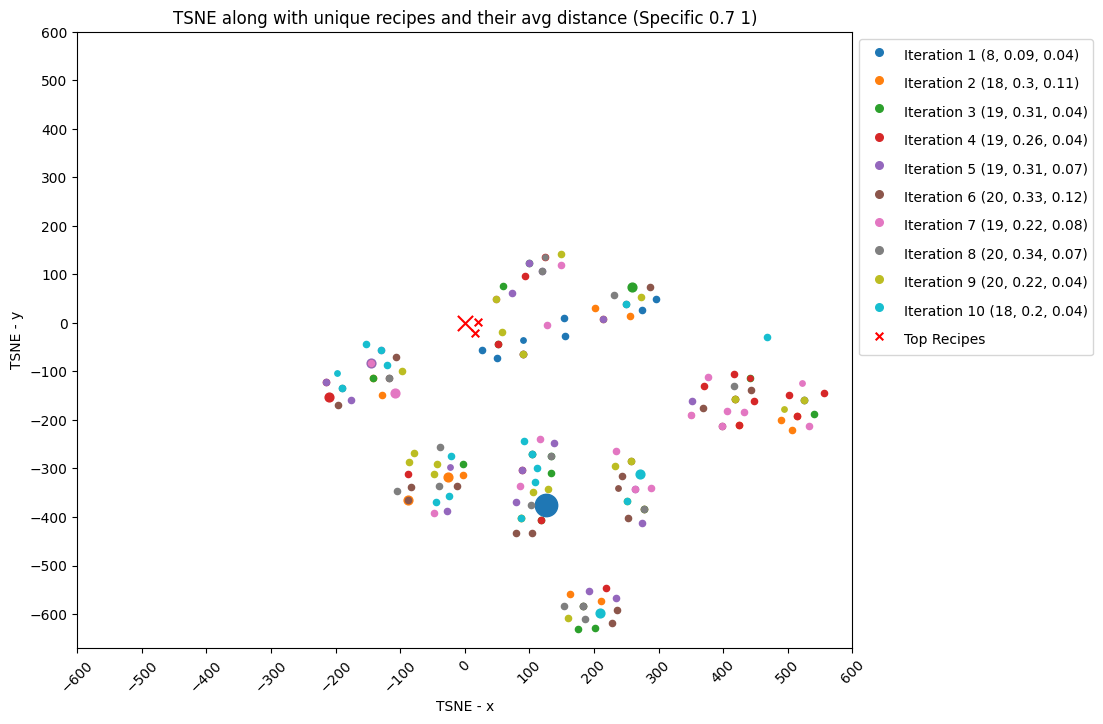 TSNE along with unique recipes and their avg distance (Specific 0.7 1)
600
500
400
300
200
100
0
−100
−200
−300
−400
−500
−600
TSNE - y
−600
−500
−400
−300
−200
−100
0
100
200
300
400
500
600
TSNE - x
Iteration 1 (8, 0.09, 0.04)
Iteration 2 (18, 0.3, 0.11)
Iteration 3 (19, 0.31, 0.04)
Iteration 4 (19, 0.26, 0.04)
Iteration 5 (19, 0.31, 0.07)
Iteration 6 (20, 0.33, 0.12)
Iteration 7 (19, 0.22, 0.08)
Iteration 8 (20, 0.34, 0.07)
Iteration 9 (20, 0.22, 0.04)
Iteration 10 (18, 0.2, 0.04)
Top Recipes